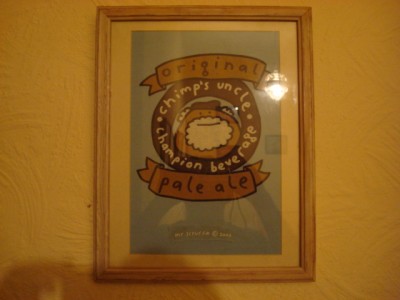 original
chimp's uncle
champion beverage
pale ale